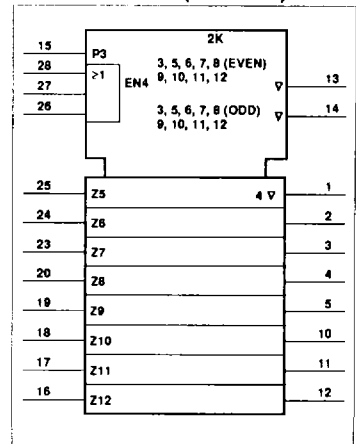 2K
15 P3
28 ≥1 EN4 3, 5, 6, 7, 8 (EVEN)
9, 10, 11, 12 ▽ 13
27
26 3, 5, 6, 7, 8 (ODD)
9, 10, 11, 12 ▽ 14
25 Z5 4 ▽ 1
24 Z6 2
23 Z7 3
20 Z8 4
19 Z9 5
18 Z10 10
17 Z11 11
16 Z12 12